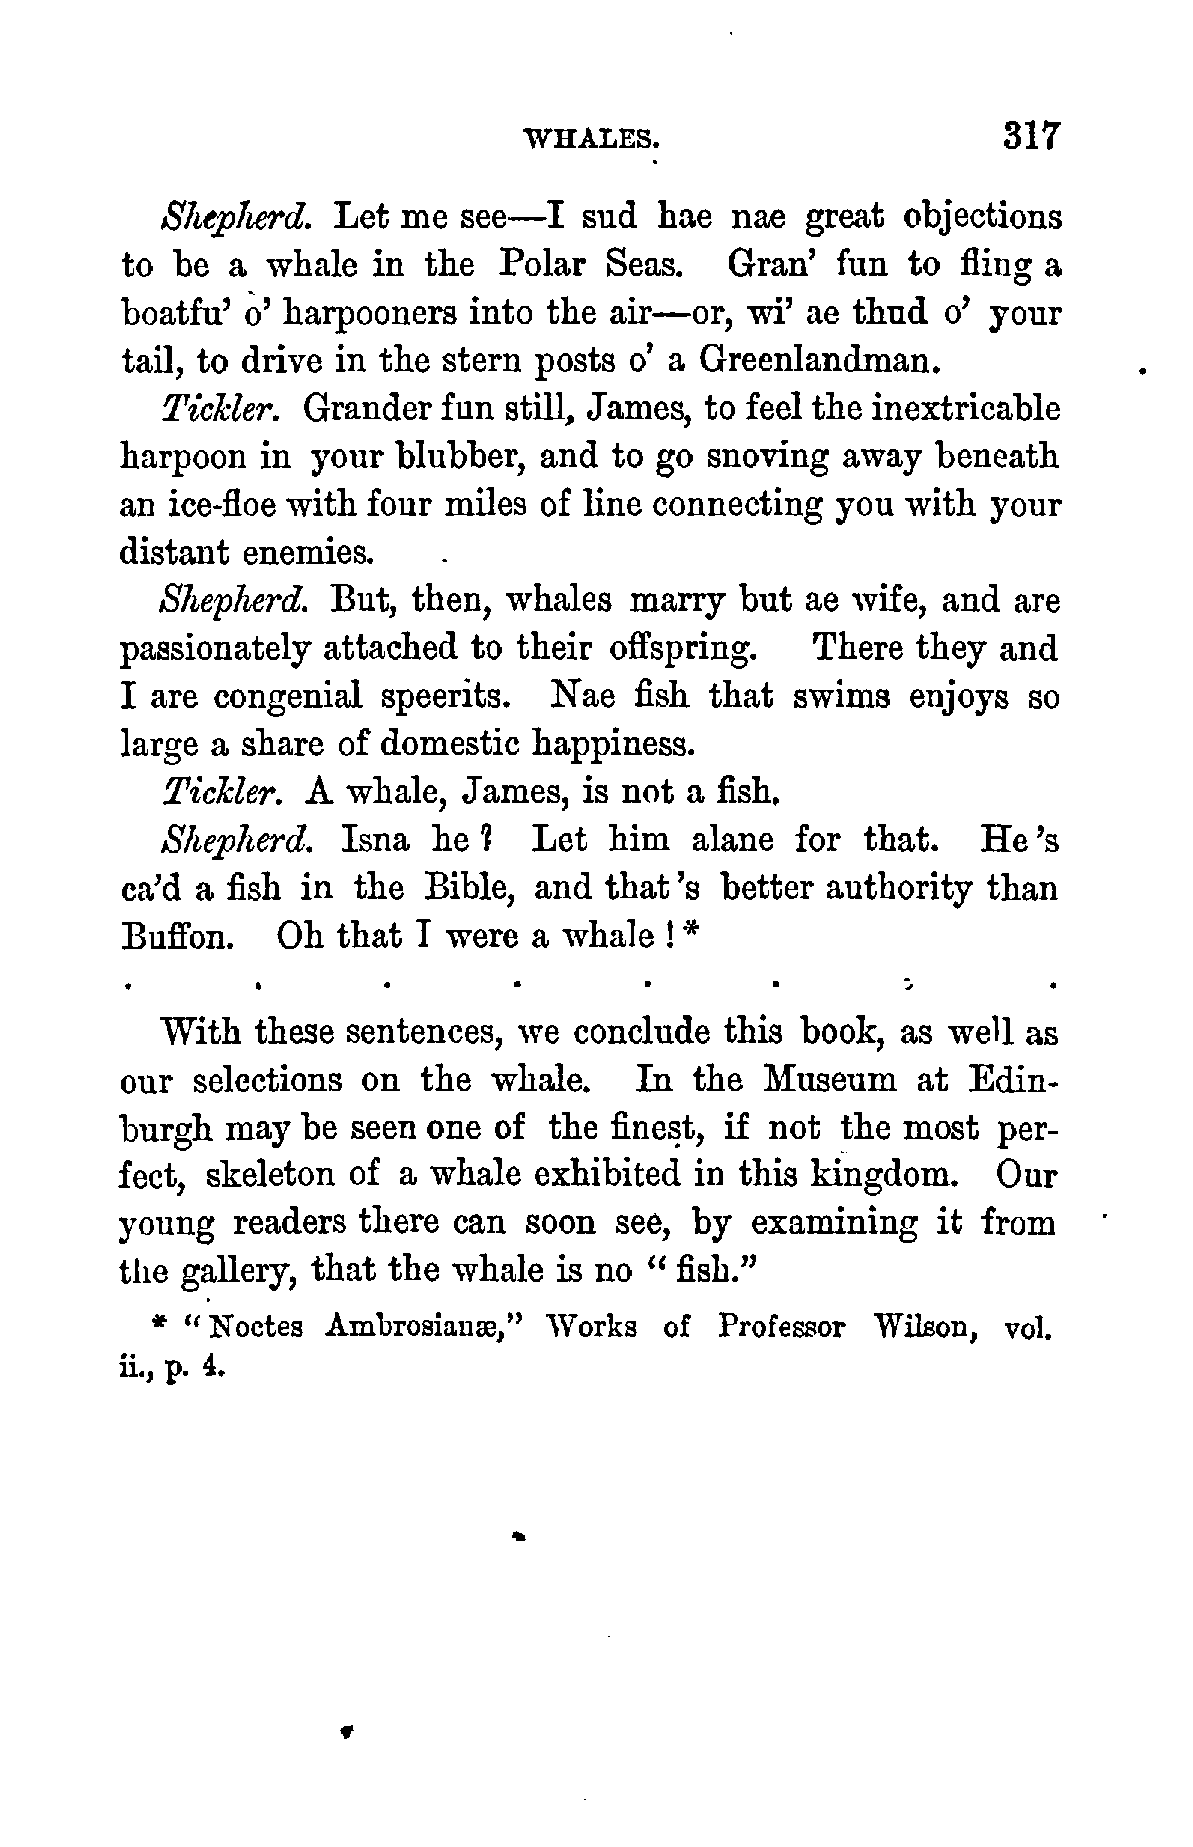 WHALES. 317
Shepherd. Let me see—I sud hae nae great objections
to be a whale in the Polar Seas. Gran' fun to fling a
boatfu' o' harpooners into the air—or, wi' ae thud o' your
tail, to drive in the stern posts o' a Greenlandman.
Tickler. Grander fun still, James, to feel the inextricable
harpoon in your blubber, and to go snoving away beneath
an ice-floe with four miles of line connecting you with your
distant enemies.
Shepherd. But, then, whales marry but ae wife, and are
passionately attached to their offspring. There they and
I are congenial speerits. Nae fish that swims enjoys so
large a share of domestic happiness.
Tickler. A whale, James, is not a fish.
Shepherd. Isna he? Let him alane for that. He's
ca'd a fish in the Bible, and that's better authority than
Buffon. Oh that I were a whale!*
. . . . . . . .
With these sentences, we conclude this book, as well as
our selections on the whale. In the Museum at Edin-
burgh may be seen one of the finest, if not the most per-
fect, skeleton of a whale exhibited in this kingdom. Our
young readers there can soon see, by examining it from
the gallery, that the whale is no "fish."
* "Noctes Ambrosianæ," Works of Professor Wilson, vol.
ii., p. 4.